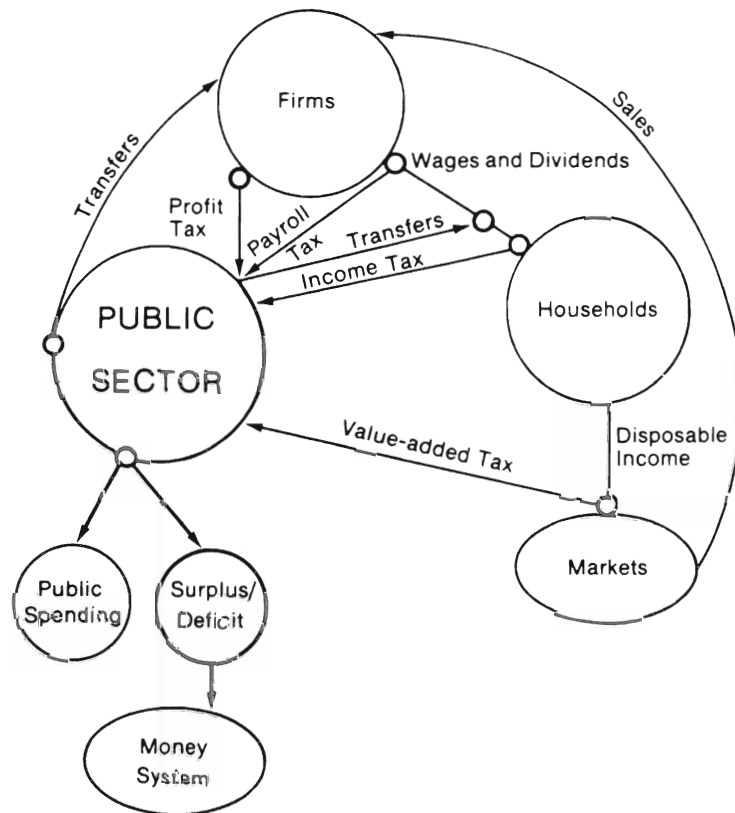 Firms
Sales
Transfers
Wages and Dividends
Profit
Tax
Payroll
Tax
Transfers
Income Tax
PUBLIC
SECTOR
Households
Value-added Tax
Disposable
Income
Markets
Public
Spending
Surplus/
Deficit
Money
System